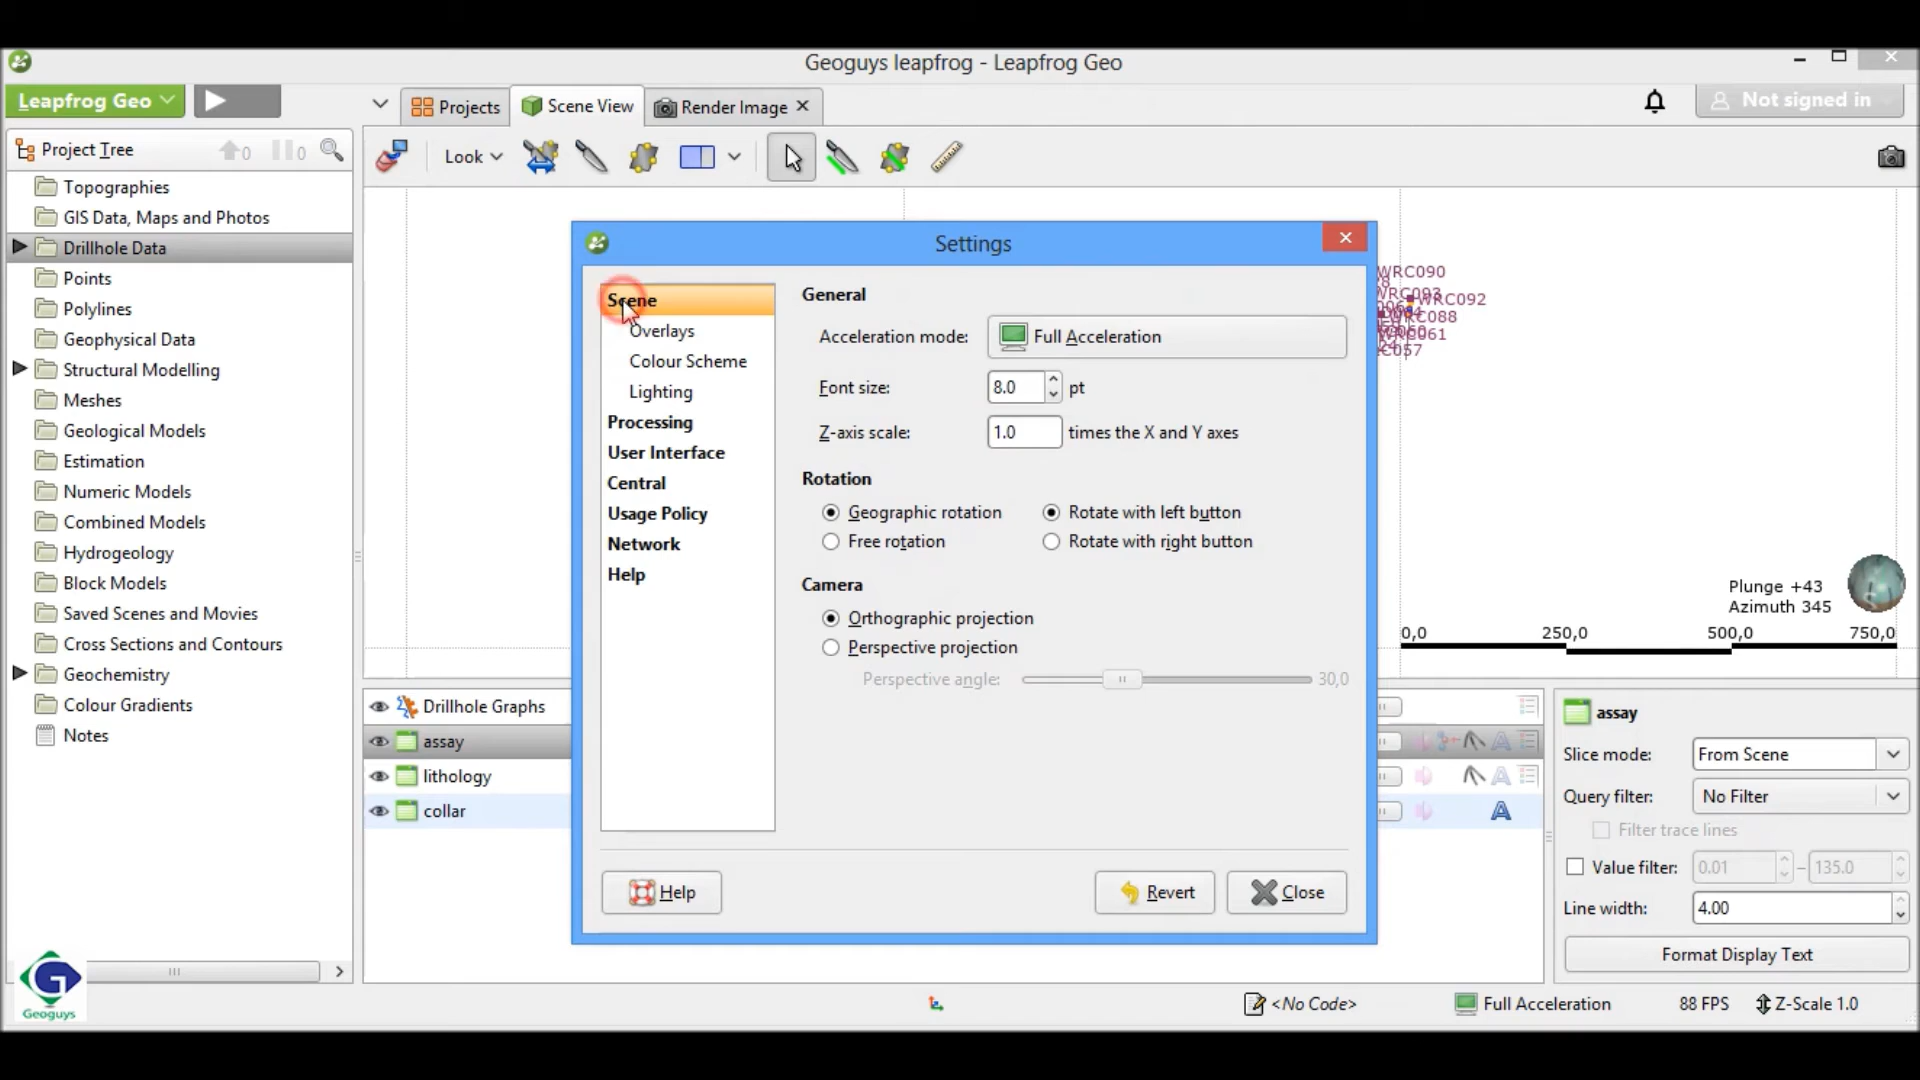 Geoguys leapfrog - Leapfrog Geo
Leapfrog Geo
Projects
Scene View
Render Image
Not signed in
Project Tree
0
0
Look
Topographies
GIS Data, Maps and Photos
Drillhole Data
Points
Polylines
Geophysical Data
Structural Modelling
Meshes
Geological Models
Estimation
Numeric Models
Combined Models
Hydrogeology
Block Models
Saved Scenes and Movies
Cross Sections and Contours
Geochemistry
Colour Gradients
Notes
Geoguys
Settings
Scene
Overlays
Colour Scheme
Lighting
Processing
User Interface
Central
Usage Policy
Network
Help
General
Acceleration mode: Full Acceleration
Font size: 8.0 pt
Z-axis scale: 1.0 times the X and Y axes
Rotation
Geographic rotation Rotate with left button
Free rotation Rotate with right button
Camera
Orthographic projection
Perspective projection
Perspective angle: 30,0
Help Revert Close
WRC090
WRC093
WRC092
WRC088
WRC061
C057
Plunge +43
Azimuth 345
0,0 250,0 500,0 750,0
Drillhole Graphs
assay
lithology
collar
assay
Slice mode: From Scene
Query filter: No Filter
Filter trace lines
Value filter: 0.01 – 135.0
Line width: 4.00
Format Display Text
<No Code>
Full Acceleration
88 FPS
Z-Scale 1.0